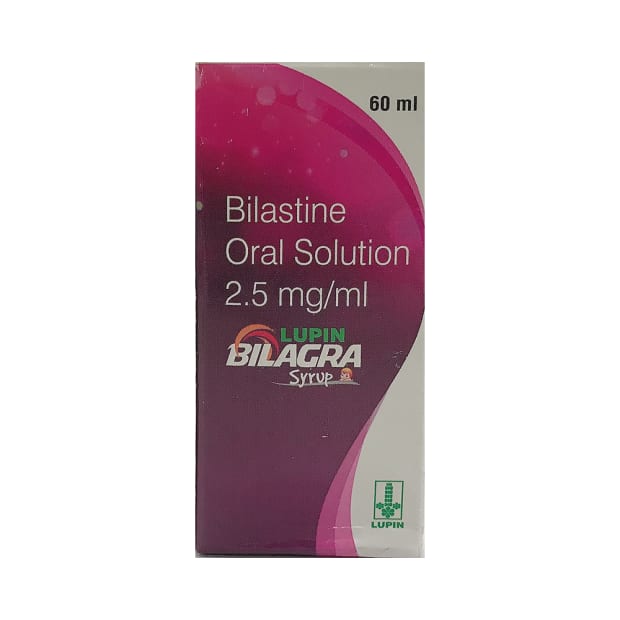 60 ml
Bilastine
Oral Solution
2.5 mg/ml
LUPIN
BILAGRA
Syrup
LUPIN